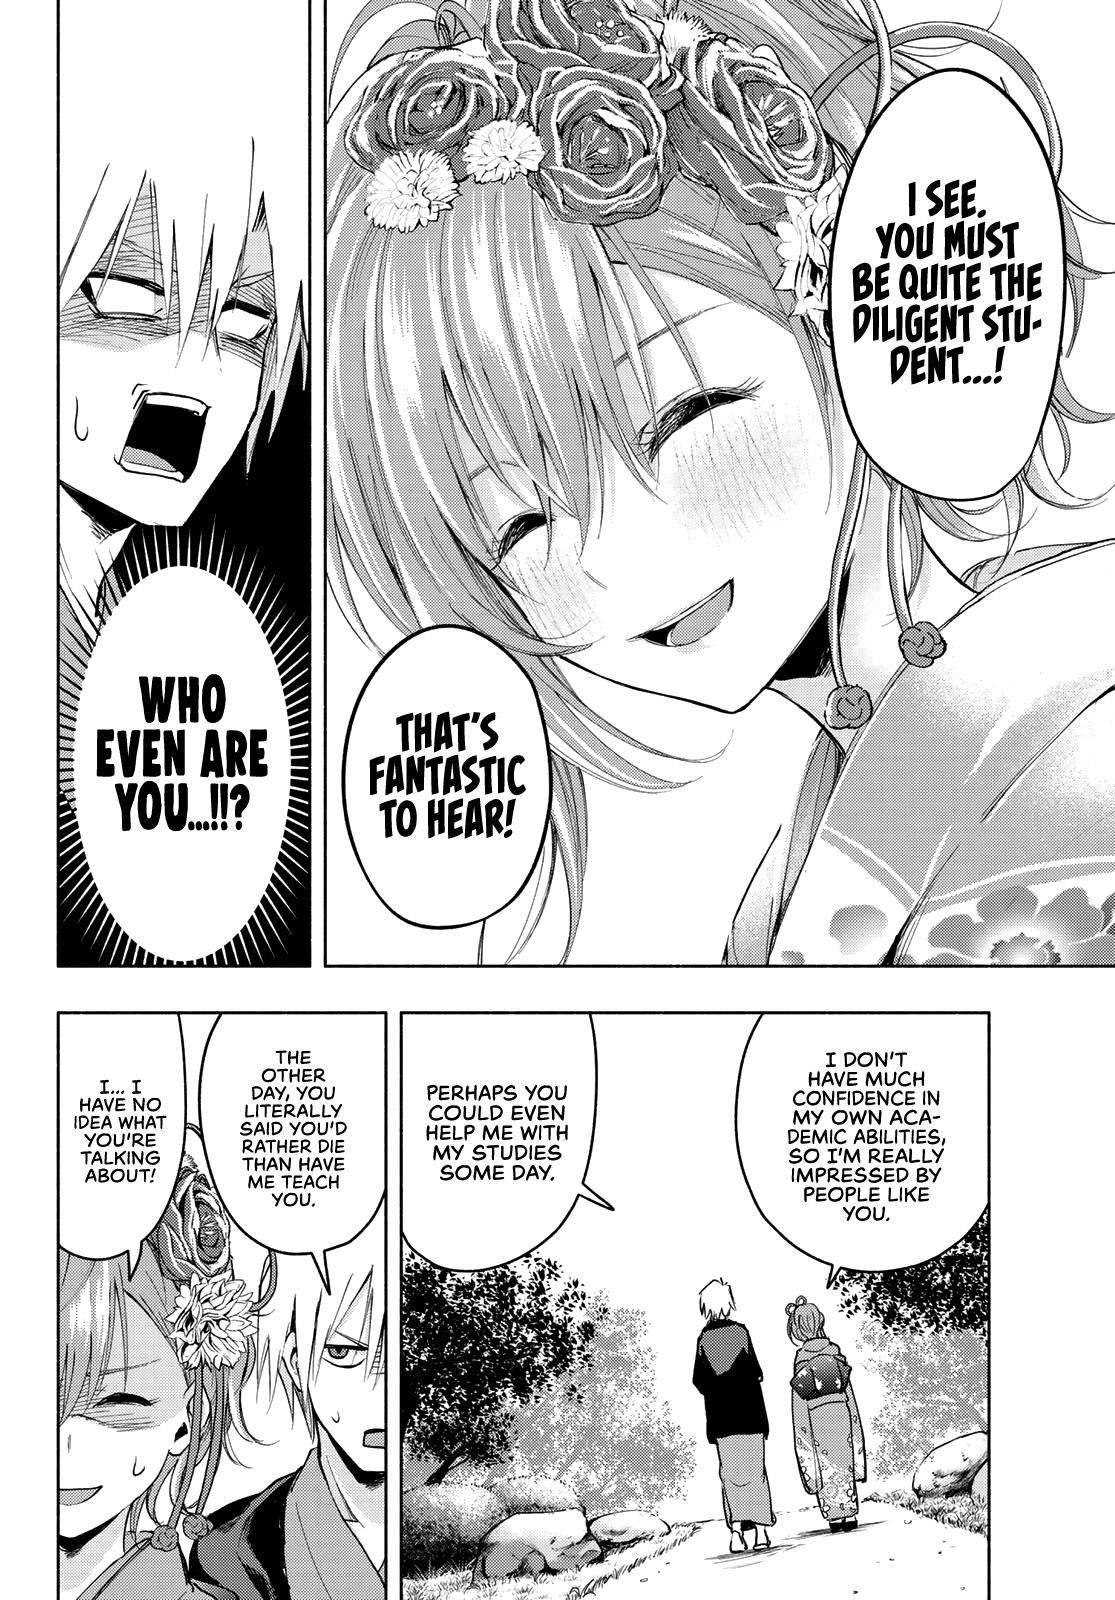 I SEE.
YOU MUST
BE QUITE THE
DILIGENT STU-
DENT...!
THAT'S
FANTASTIC
TO HEAR!
WHO
EVEN ARE
YOU...!!?
I DON'T
HAVE MUCH
CONFIDENCE IN
MY OWN ACA-
DEMIC ABILITIES,
SO I'M REALLY
IMPRESSED BY
PEOPLE LIKE
YOU.
PERHAPS YOU
COULD EVEN
HELP ME WITH
MY STUDIES
SOME DAY.
THE
OTHER
DAY, YOU
LITERALLY
SAID YOU'D
RATHER DIE
THAN HAVE
ME TEACH
YOU.
I... I
HAVE NO
IDEA WHAT
YOU'RE
TALKING
ABOUT!